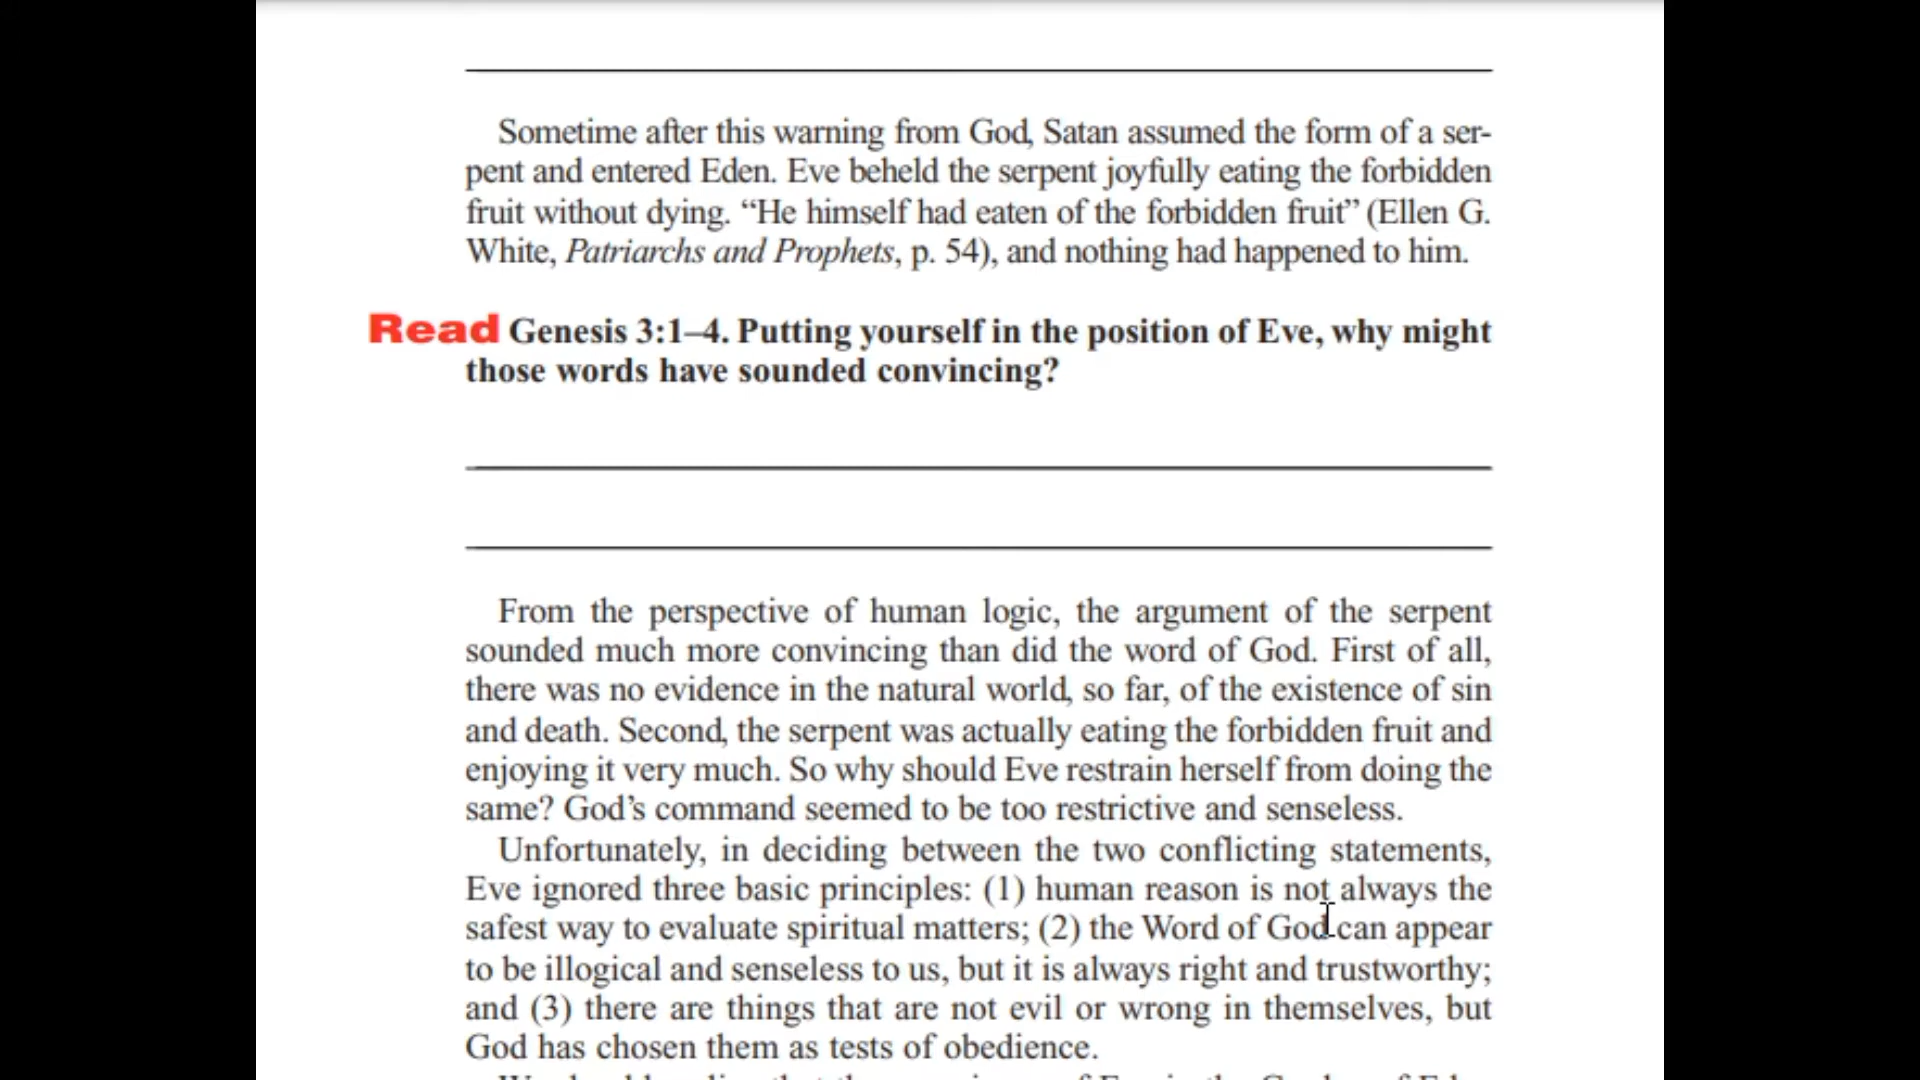 Sometime after this warning from God, Satan assumed the form of a ser-
pent and entered Eden. Eve beheld the serpent joyfully eating the forbidden
fruit without dying. “He himself had eaten of the forbidden fruit” (Ellen G.
White, Patriarchs and Prophets, p. 54), and nothing had happened to him.
Read Genesis 3:1–4. Putting yourself in the position of Eve, why might
those words have sounded convincing?
From the perspective of human logic, the argument of the serpent
sounded much more convincing than did the word of God. First of all,
there was no evidence in the natural world, so far, of the existence of sin
and death. Second, the serpent was actually eating the forbidden fruit and
enjoying it very much. So why should Eve restrain herself from doing the
same? God’s command seemed to be too restrictive and senseless.
Unfortunately, in deciding between the two conflicting statements,
Eve ignored three basic principles: (1) human reason is not always the
safest way to evaluate spiritual matters; (2) the Word of God can appear
to be illogical and senseless to us, but it is always right and trustworthy;
and (3) there are things that are not evil or wrong in themselves, but
God has chosen them as tests of obedience.